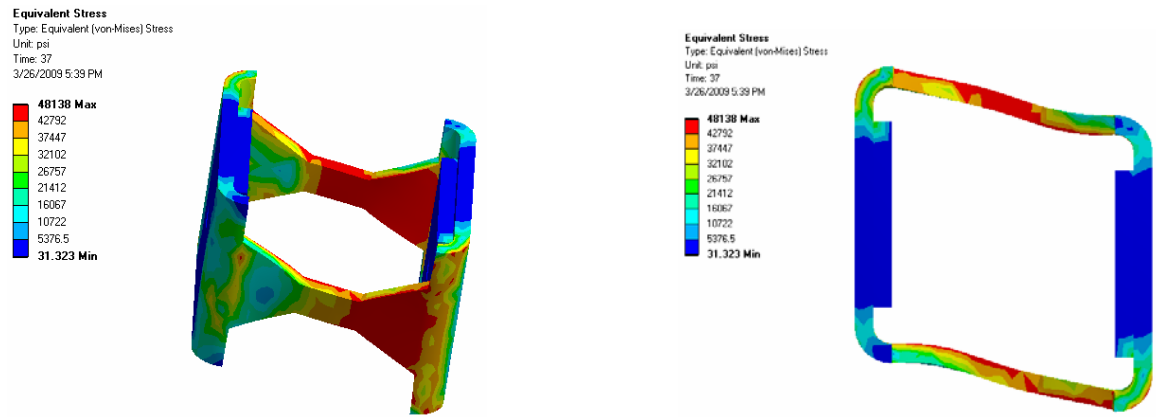 Equivalent Stress
Type: Equivalent (von-Mises) Stress
Unit: psi
Time: 37
3/26/2009 5:39 PM
48138 Max
42792
37447
32102
26757
21412
16067
10722
5376.5
31.323 Min
Equivalent Stress
Type: Equivalent (von-Mises) Stress
Unit: psi
Time: 37
3/26/2009 5:39 PM
48138 Max
42792
37447
32102
26757
21412
16067
10722
5376.5
31.323 Min